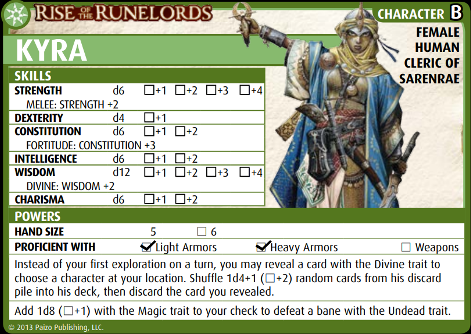 RISE OF THE RUNELORDS
CHARACTER B
KYRA
FEMALE
HUMAN
CLERIC OF
SARENRAE
SKILLS
STRENGTH d6 ☐+1 ☐+2 ☐+3 ☐+4
MELEE: STRENGTH +2
DEXTERITY d4 ☐+1
CONSTITUTION d6 ☐+1 ☐+2
FORTITUDE: CONSTITUTION +3
INTELLIGENCE d6 ☐+1 ☐+2
WISDOM d12 ☐+1 ☐+2 ☐+3 ☐+4
DIVINE: WISDOM +2
CHARISMA d6 ☐+1 ☐+2
POWERS
HAND SIZE 5 ☐ 6
PROFICIENT WITH ☑Light Armors ☑Heavy Armors ☐ Weapons
Instead of your first exploration on a turn, you may reveal a card with the Divine trait to
choose a character at your location. Shuffle 1d4+1 (☐+2) random cards from his discard
pile into his deck, then discard the card you revealed.
Add 1d8 (☐+1) with the Magic trait to your check to defeat a bane with the Undead trait.
© 2013 Paizo Publishing, LLC.